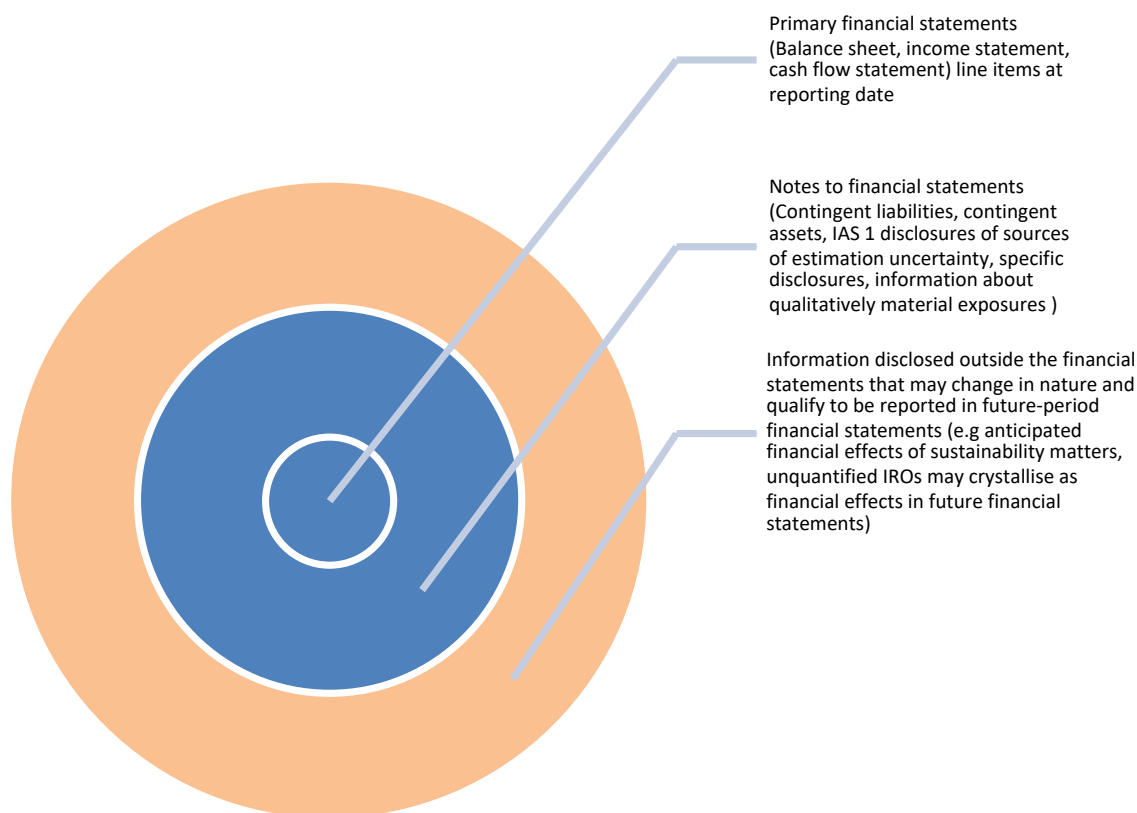 Primary financial statements
(Balance sheet, income statement,
cash flow statement) line items at
reporting date
Notes to financial statements
(Contingent liabilities, contingent
assets, IAS 1 disclosures of sources
of estimation uncertainty, specific
disclosures, information about
qualitatively material exposures )
Information disclosed outside the financial
statements that may change in nature and
qualify to be reported in future-period
financial statements (e.g anticipated
financial effects of sustainability matters,
unquantified IROs may crystallise as
financial effects in future financial
statements)